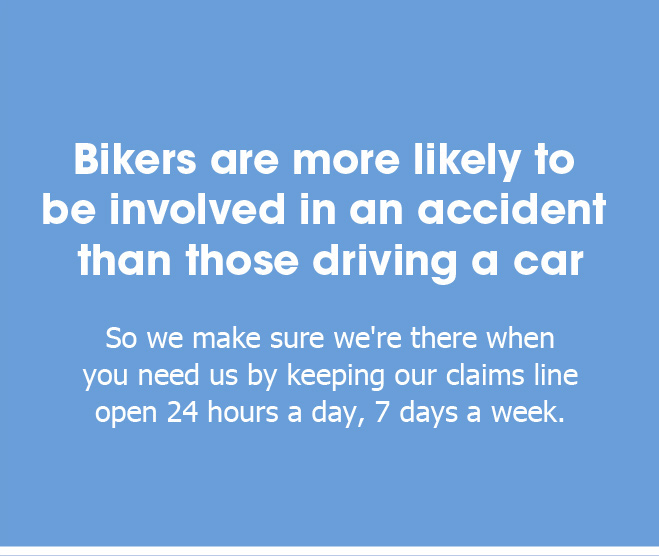 Bikers are more likely to
be involved in an accident
than those driving a car
So we make sure we're there when
you need us by keeping our claims line
open 24 hours a day, 7 days a week.